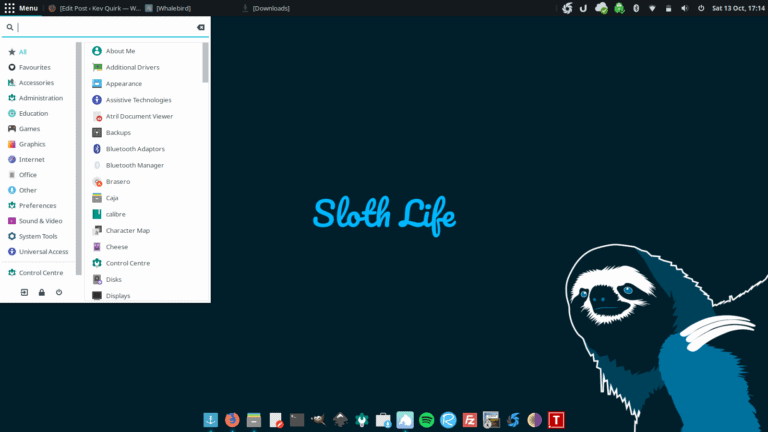 Menu
[Edit Post ‹ Kev Quirk — W...
[Whalebird]
[Downloads]
Sat 13 Oct, 17:14
All
Favourites
Accessories
Administration
Education
Games
Graphics
Internet
Office
Other
Preferences
Sound & Video
System Tools
Universal Access
Control Centre
About Me
Additional Drivers
Appearance
Assistive Technologies
Atril Document Viewer
Backups
Bluetooth Adaptors
Bluetooth Manager
Brasero
Caja
calibre
Character Map
Cheese
Control Centre
Disks
Displays
Sloth Life
Fz
T